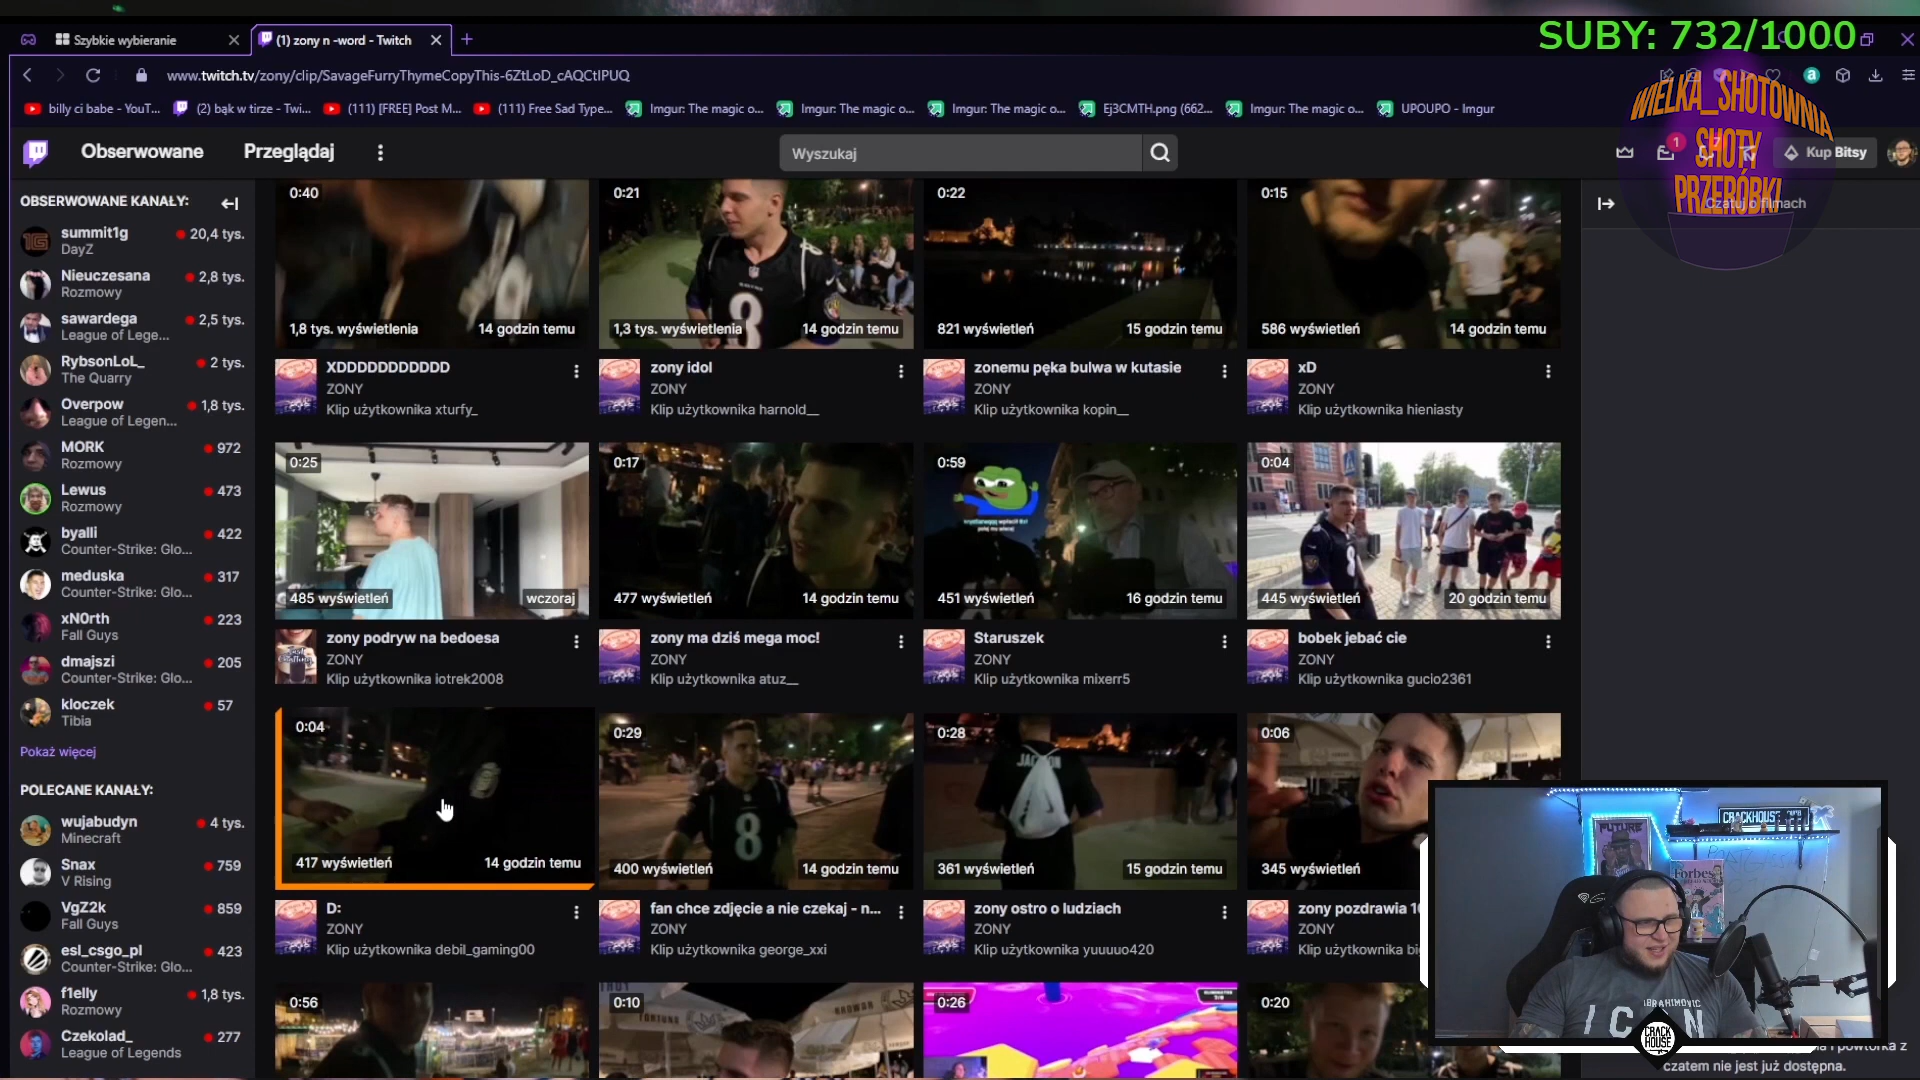 SUBY: 732/1000
Szybkie wybieranie
(1) zony n -word - Twitch
www.twitch.tv/zony/clip/SavageFurryThymeCopyThis-6ZtLoD_cAQCtIPUQ
billy ci babe - YouT...
(2) bąk w tirze - Twi...
(111) [FREE] Post M...
(111) Free Sad Type...
Imgur: The magic o...
Imgur: The magic o...
Imgur: The magic o...
Ej3CMTH.png (662...
Imgur: The magic o...
UPOUPO - Imgur
WIELKA_SHOTOWNIA
SHOTY
PRZERÓBKI
Obserwowane
Przeglądaj
Wyszukaj
1
Kup Bitsy
Czatuj o filmach
OBSERWOWANE KANAŁY:
summit1g 20,4 tys.
DayZ
Nieuczesana 2,8 tys.
Rozmowy
sawardega 2,5 tys.
League of Lege...
RybsonLoL_ 2 tys.
The Quarry
Overpow 1,8 tys.
League of Legen...
MORK 972
Rozmowy
Lewus 473
Rozmowy
byalli 422
Counter-Strike: Glo...
meduska 317
Counter-Strike: Glo...
xN0rth 223
Fall Guys
dmajszi 205
Counter-Strike: Glo...
kloczek 57
Tibia
Pokaż więcej
POLECANE KANAŁY:
wujabudyn 4 tys.
Minecraft
Snax 759
V Rising
VgZ2k 859
Fall Guys
esl_csgo_pl 423
Counter-Strike: Glo...
f1elly 1,8 tys.
Rozmowy
Czekolad_ 277
League of Legends
0:40
1,8 tys. wyświetlenia 14 godzin temu
XDDDDDDDDDDD
ZONY
Klip użytkownika xturfy_
0:21
1,3 tys. wyświetlenia 14 godzin temu
zony idol
ZONY
Klip użytkownika harnold__
0:22
821 wyświetleń 15 godzin temu
zonemu pęka bulwa w kutasie
ZONY
Klip użytkownika kopin__
0:15
586 wyświetleń 14 godzin temu
xD
ZONY
Klip użytkownika hieniasty
0:25
485 wyświetleń wczoraj
zony podryw na bedoesa
ZONY
Klip użytkownika iotrek2008
0:17
477 wyświetleń 14 godzin temu
zony ma dziś mega moc!
ZONY
Klip użytkownika atuz__
0:59
451 wyświetleń 16 godzin temu
Staruszek
ZONY
Klip użytkownika mixerr5
0:04
445 wyświetleń 20 godzin temu
bobek jebać cie
ZONY
Klip użytkownika gucio2361
0:04
417 wyświetleń 14 godzin temu
D:
ZONY
Klip użytkownika debil_gaming00
0:29
8
400 wyświetleń 14 godzin temu
fan chce zdjęcie a nie czekaj - n...
ZONY
Klip użytkownika george_xxi
0:28
361 wyświetleń 15 godzin temu
zony ostro o ludziach
ZONY
Klip użytkownika yuuuuo420
0:06
345 wyświetleń
zony pozdrawia
ZONY
Klip użytkownika
0:56
0:10
0:26
0:20
FUTURE
CRACKHOUSE
Forbes
IBRAHIMOVIC
ICON
CRACK
HOUSE
czatem nie jest już dostępna.